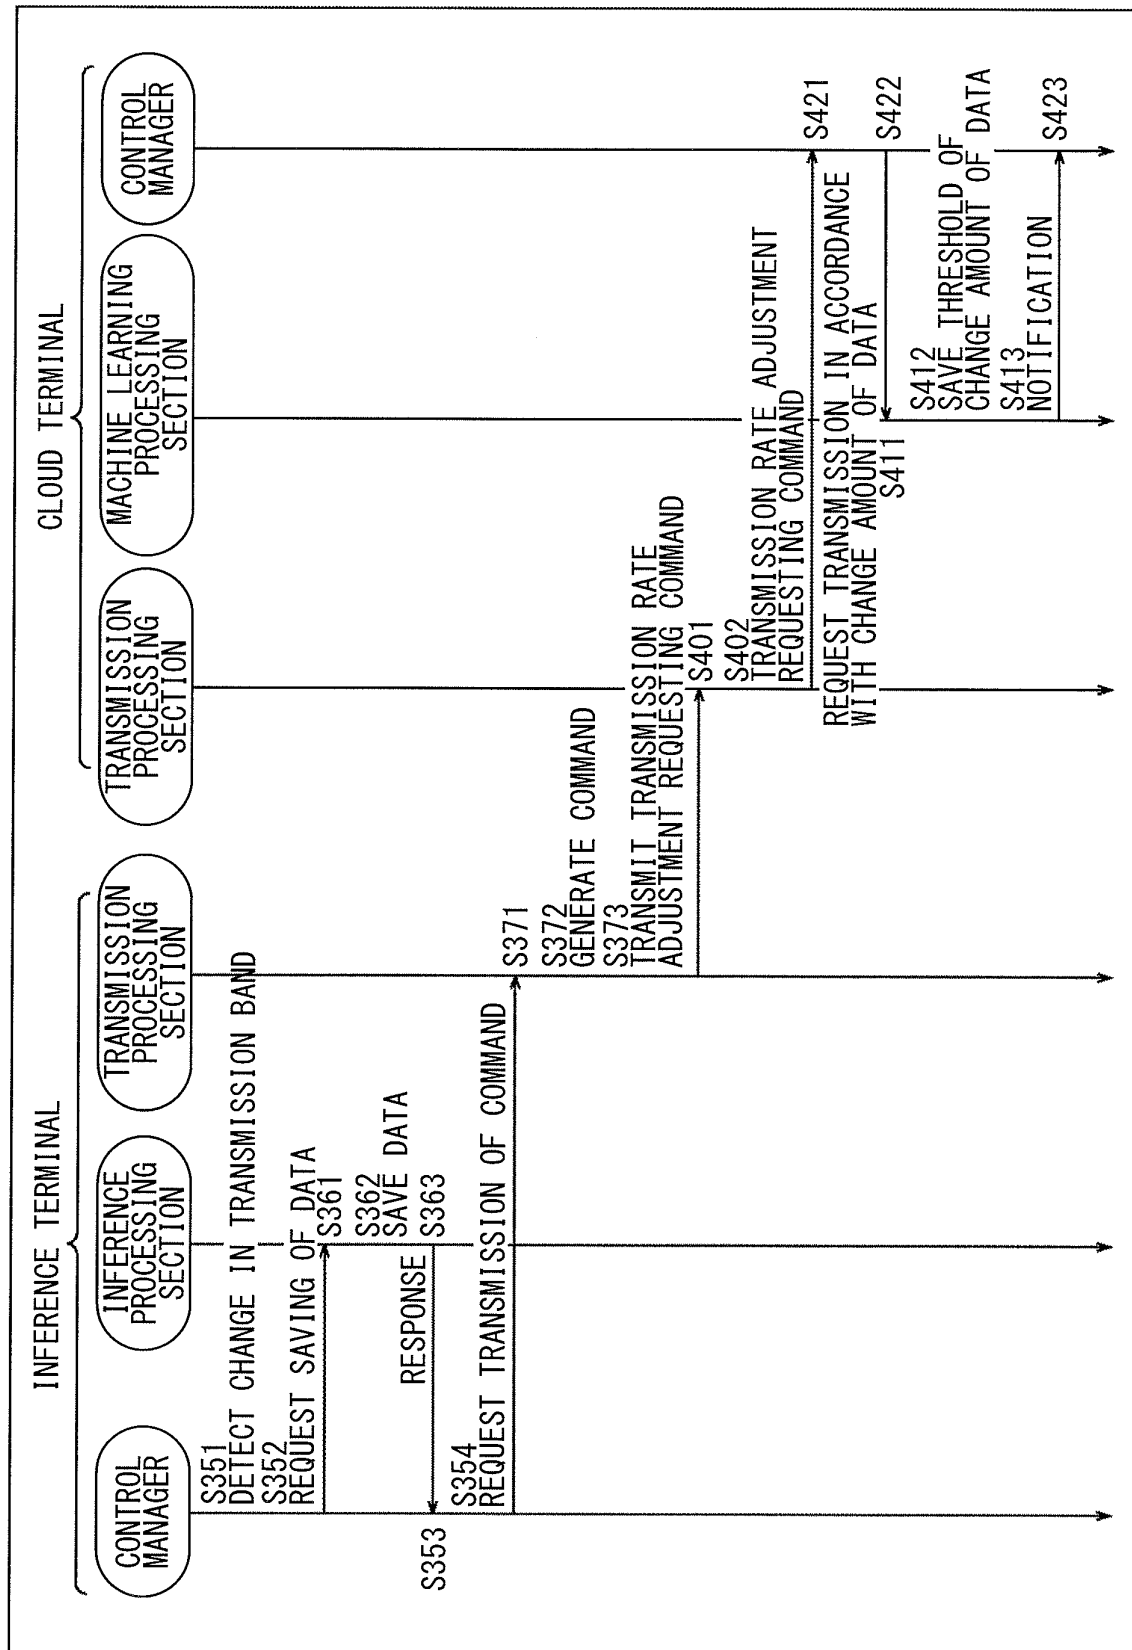 INFERENCE TERMINAL
CLOUD TERMINAL
CONTROL
MANAGER
INFERENCE
PROCESSING
SECTION
TRANSMISSION
PROCESSING
SECTION
TRANSMISSION
PROCESSING
SECTION
MACHINE LEARNING
PROCESSING
SECTION
CONTROL
MANAGER
S351
DETECT CHANGE IN TRANSMISSION BAND
S352
REQUEST SAVING OF DATA
S361
S362
SAVE DATA
RESPONSE
S363
S353
S354
REQUEST TRANSMISSION OF COMMAND
S371
S372
GENERATE COMMAND
S373
TRANSMIT TRANSMISSION RATE
ADJUSTMENT REQUESTING COMMAND
S401
S402
TRANSMISSION RATE ADJUSTMENT
REQUESTING COMMAND
S421
REQUEST TRANSMISSION IN ACCORDANCE
WITH CHANGE AMOUNT OF DATA
S422
S411
S412
SAVE THRESHOLD OF
CHANGE AMOUNT OF DATA
S413
NOTIFICATION
S423